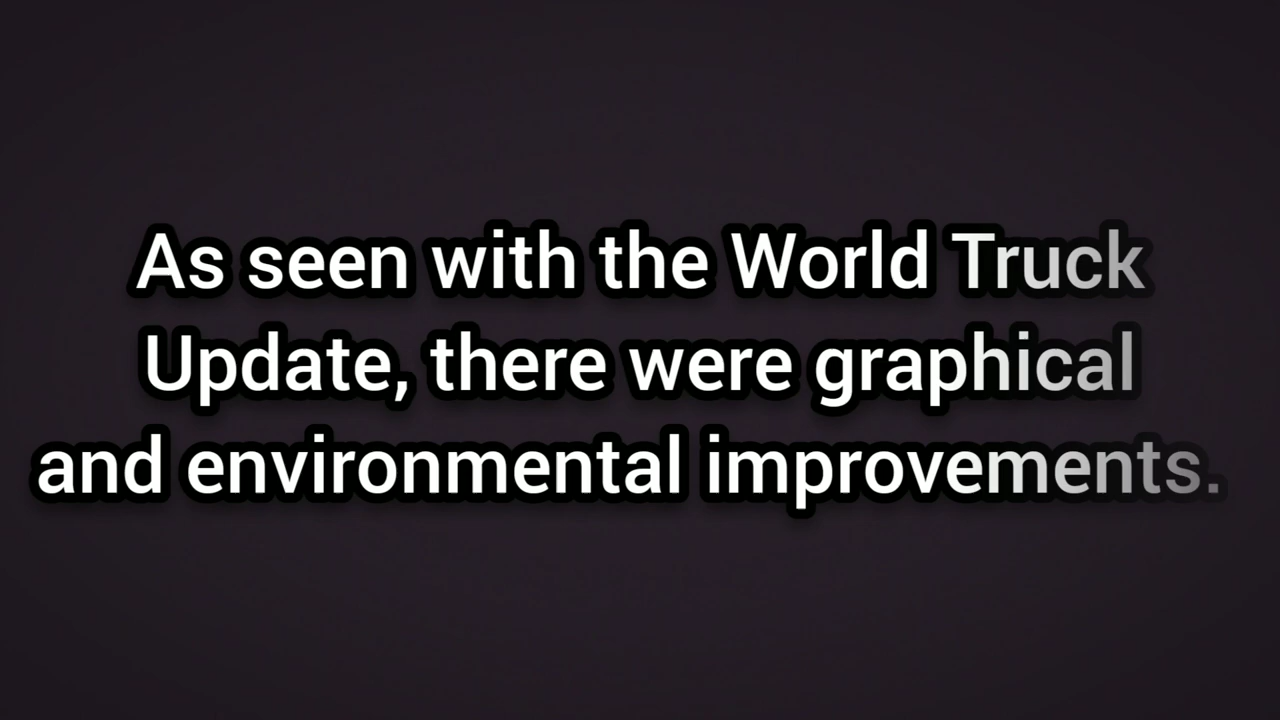 As seen with the World Truck
Update, there were graphical
and environmental improvements.